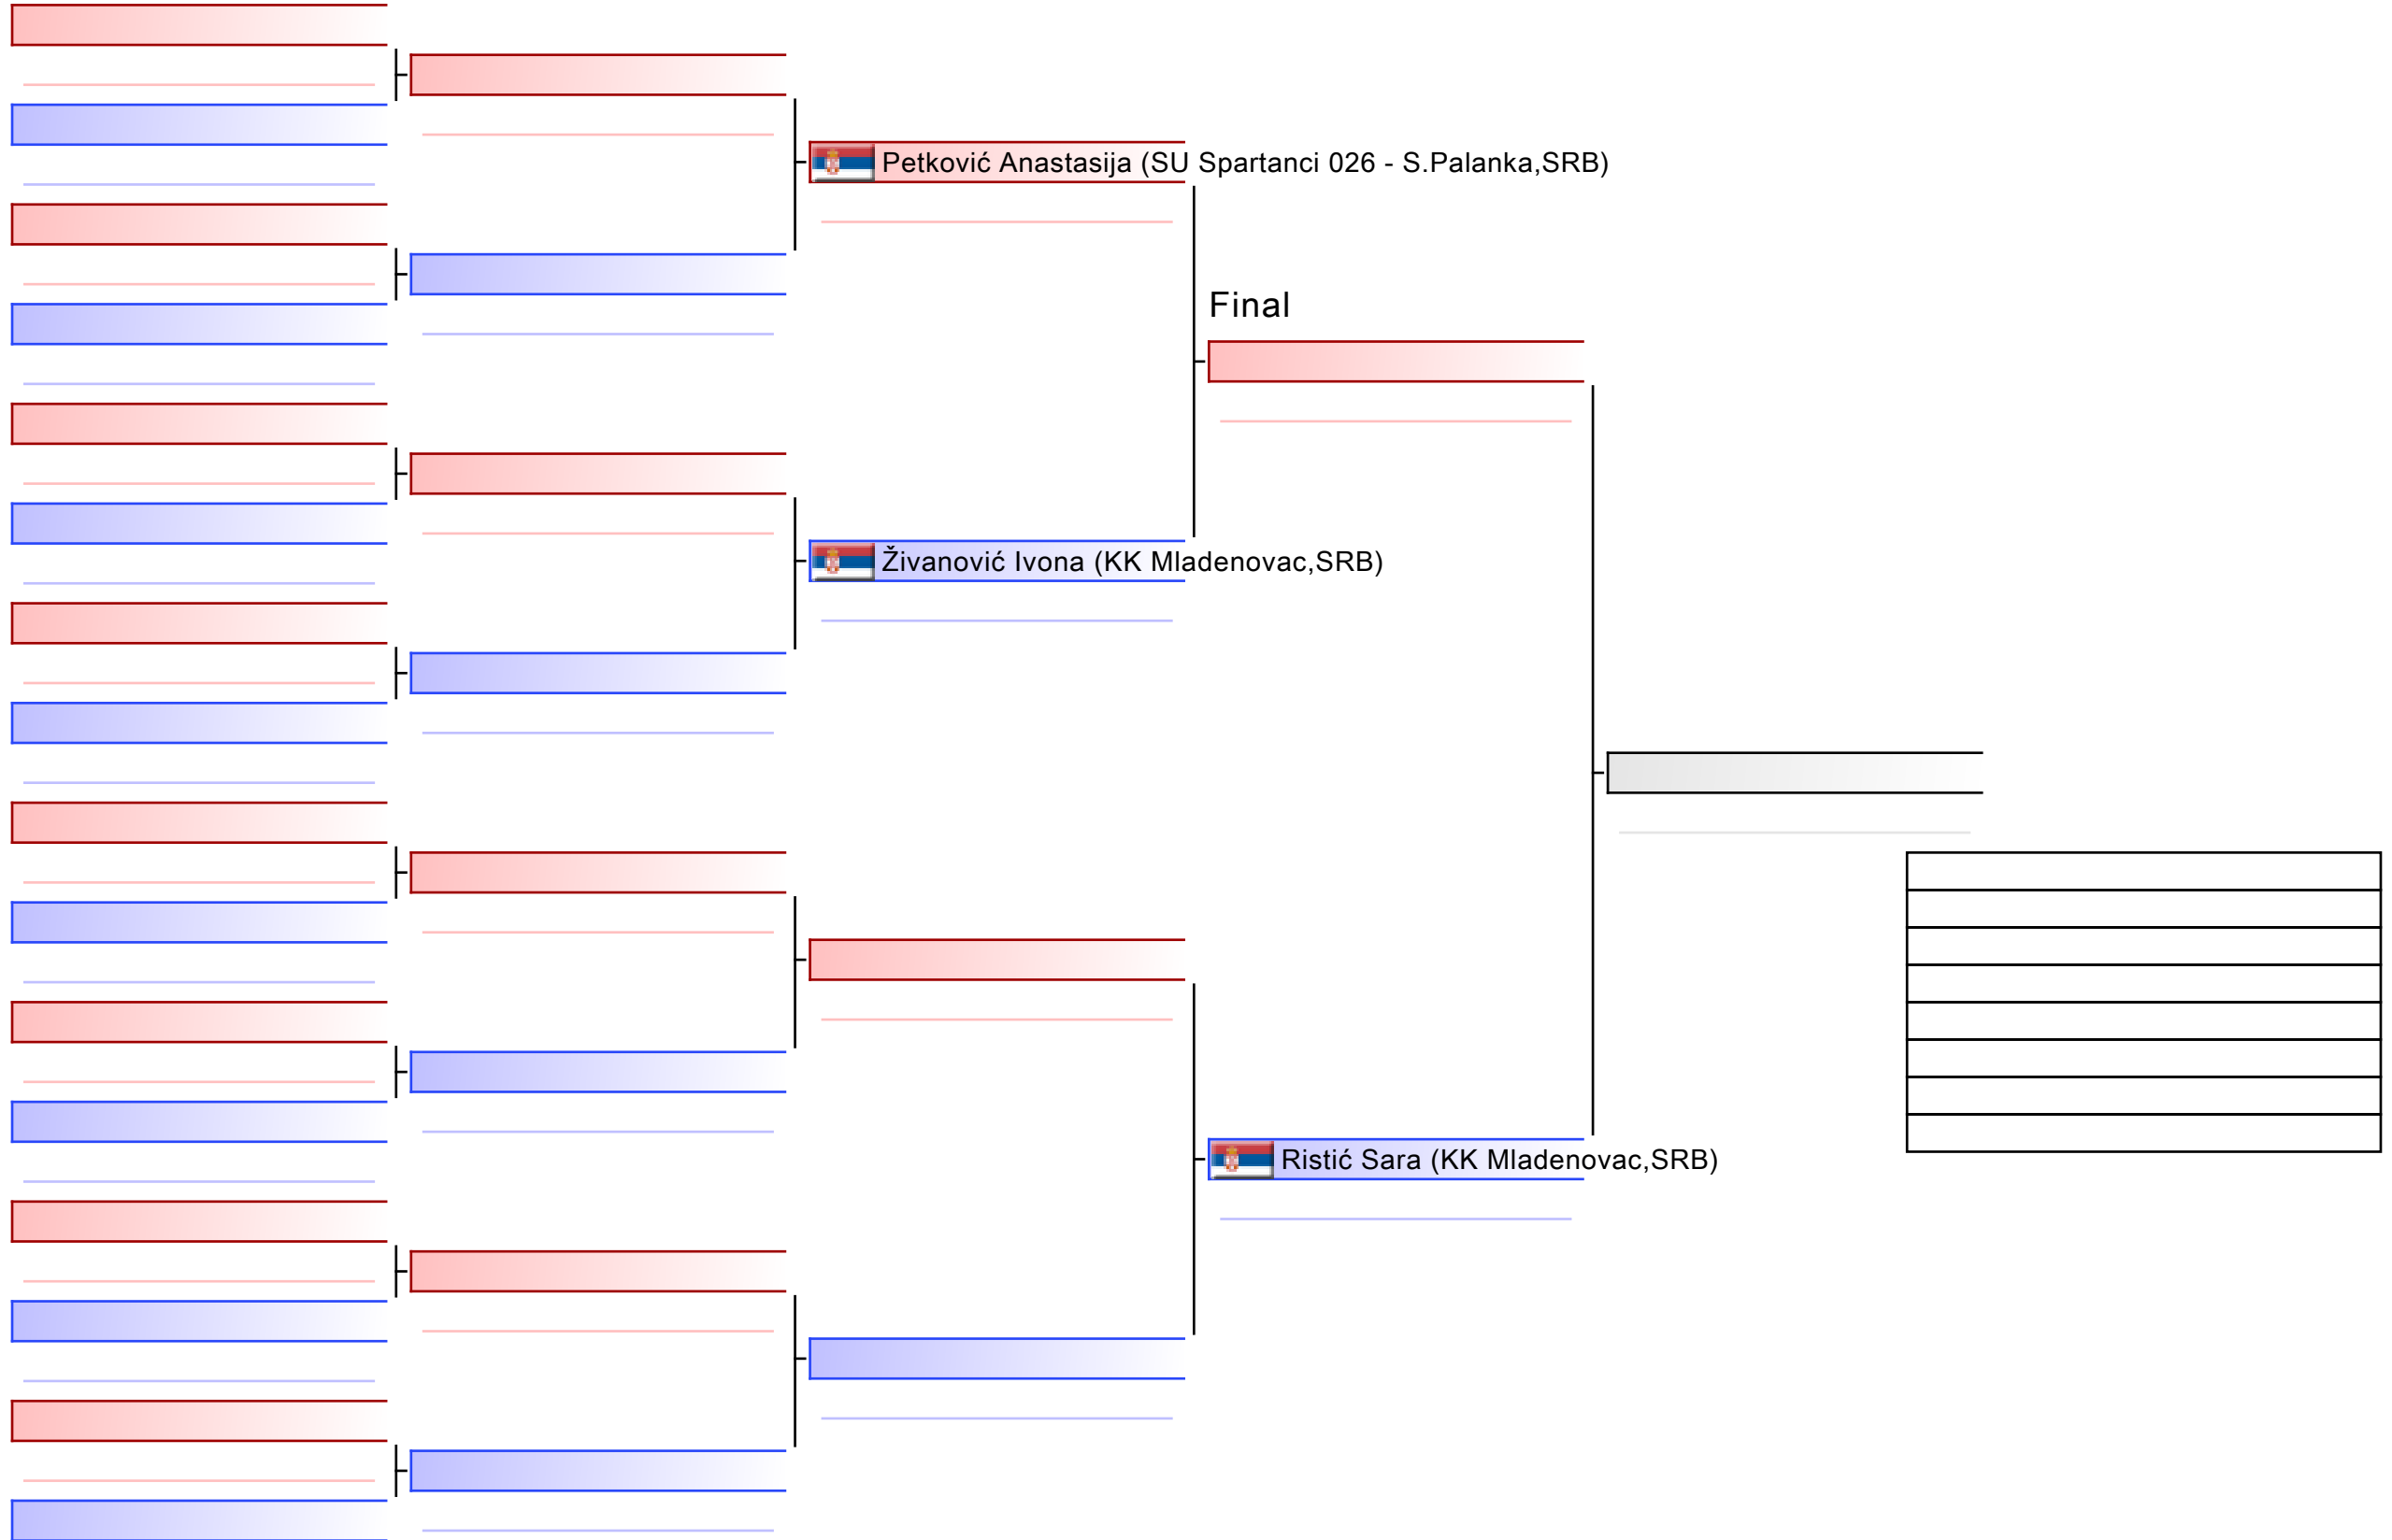 Petković Anastasija (SU Spartanci 026 - S.Palanka,SRB)
Final
Živanović Ivona (KK Mladenovac,SRB)
Ristić Sara (KK Mladenovac,SRB)